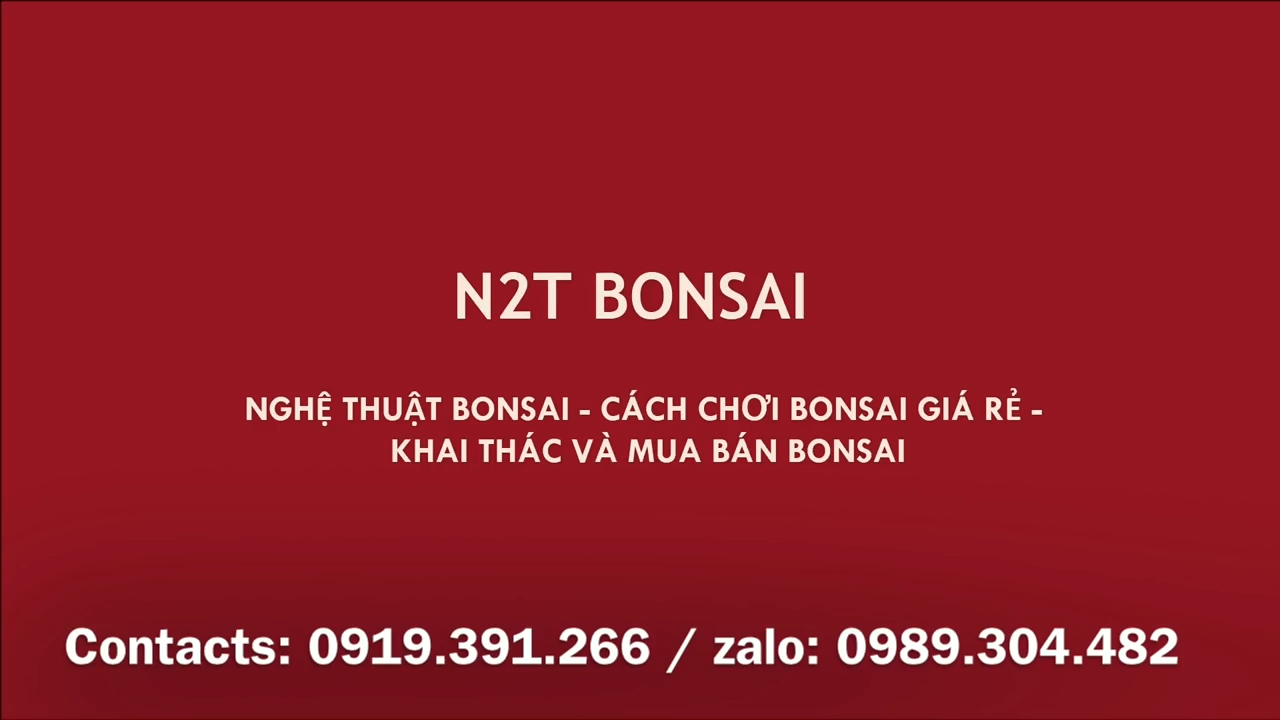 N2T BONSAI
NGHỆ THUẬT BONSAI - CÁCH CHƠI BONSAI GIÁ RẺ -
KHAI THÁC VÀ MUA BÁN BONSAI
Contacts: 0919.391.266 / zalo: 0989.304.482